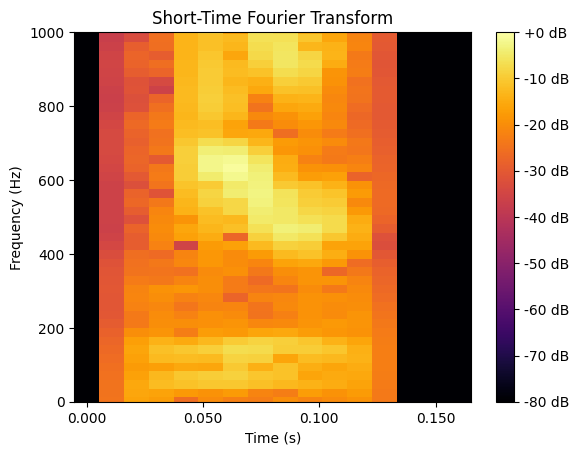 Short-Time Fourier Transform
1000
800
600
400
200
0
Frequency (Hz)
0.000
0.050
0.100
0.150
Time (s)
+0 dB
-10 dB
-20 dB
-30 dB
-40 dB
-50 dB
-60 dB
-70 dB
-80 dB